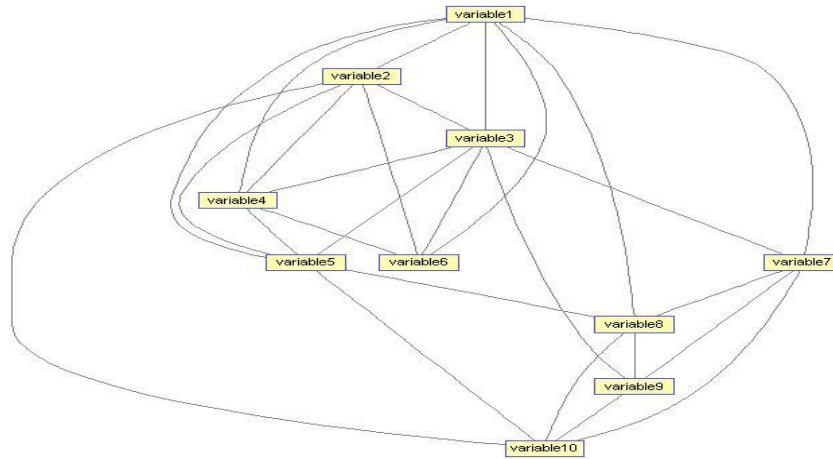 variable1
variable2
variable3
variable4
variable5
variable6
variable7
variable8
variable9
variable10